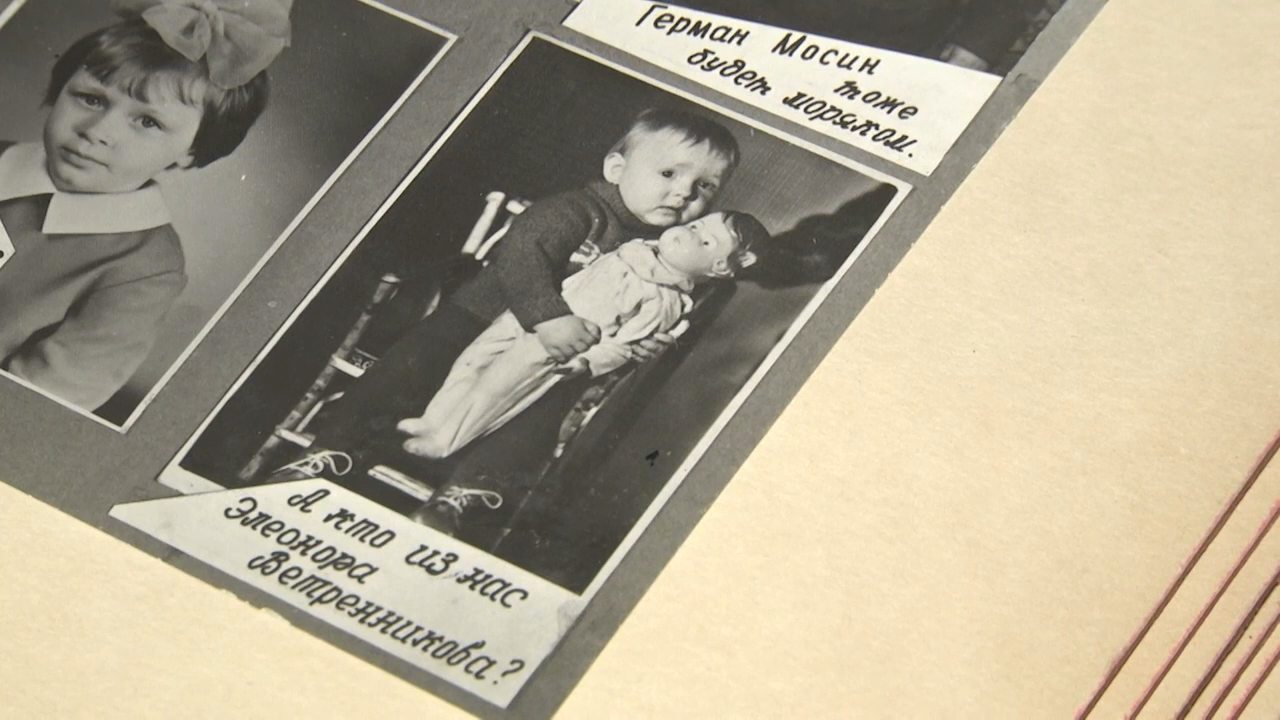 Герман Мосин
тоже
будет моряком.
А кто из нас
Элеонора
Ветренникова?